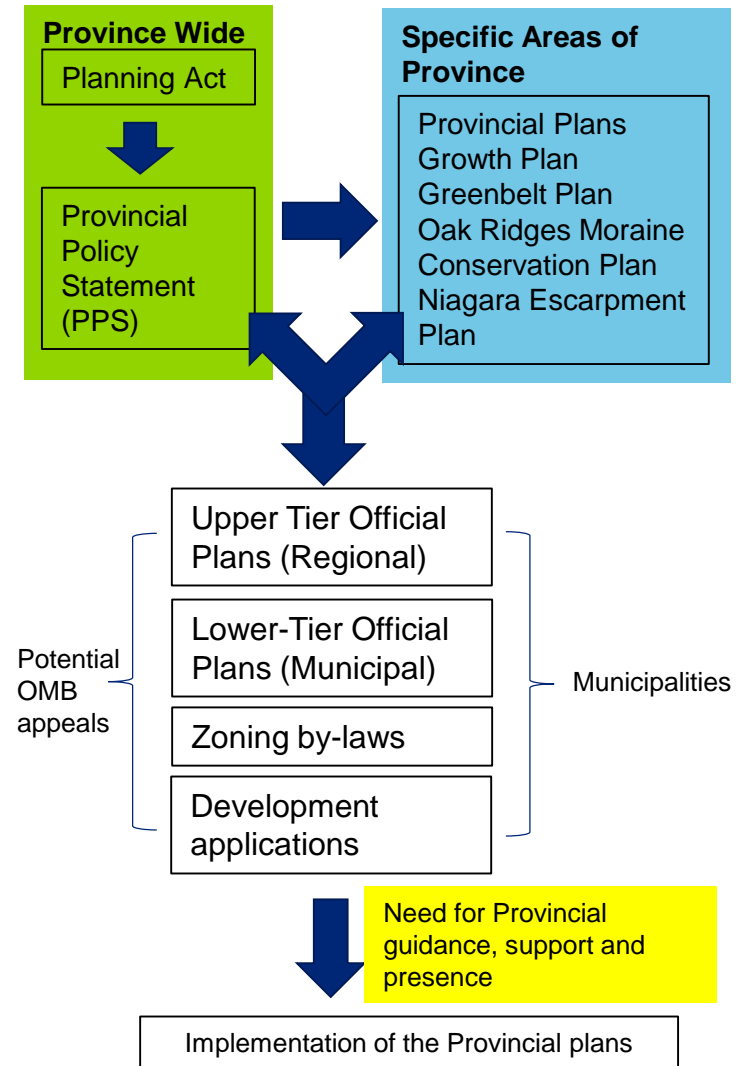 Province Wide
Planning Act
Provincial
Policy
Statement
(PPS)
Specific Areas of
Province
Provincial Plans
Growth Plan
Greenbelt Plan
Oak Ridges Moraine
Conservation Plan
Niagara Escarpment
Plan
Upper Tier Official
Plans (Regional)
Lower-Tier Official
Plans (Municipal)
Zoning by-laws
Development
applications
Potential
OMB
appeals
Municipalities
Need for Provincial
guidance, support and
presence
Implementation of the Provincial plans